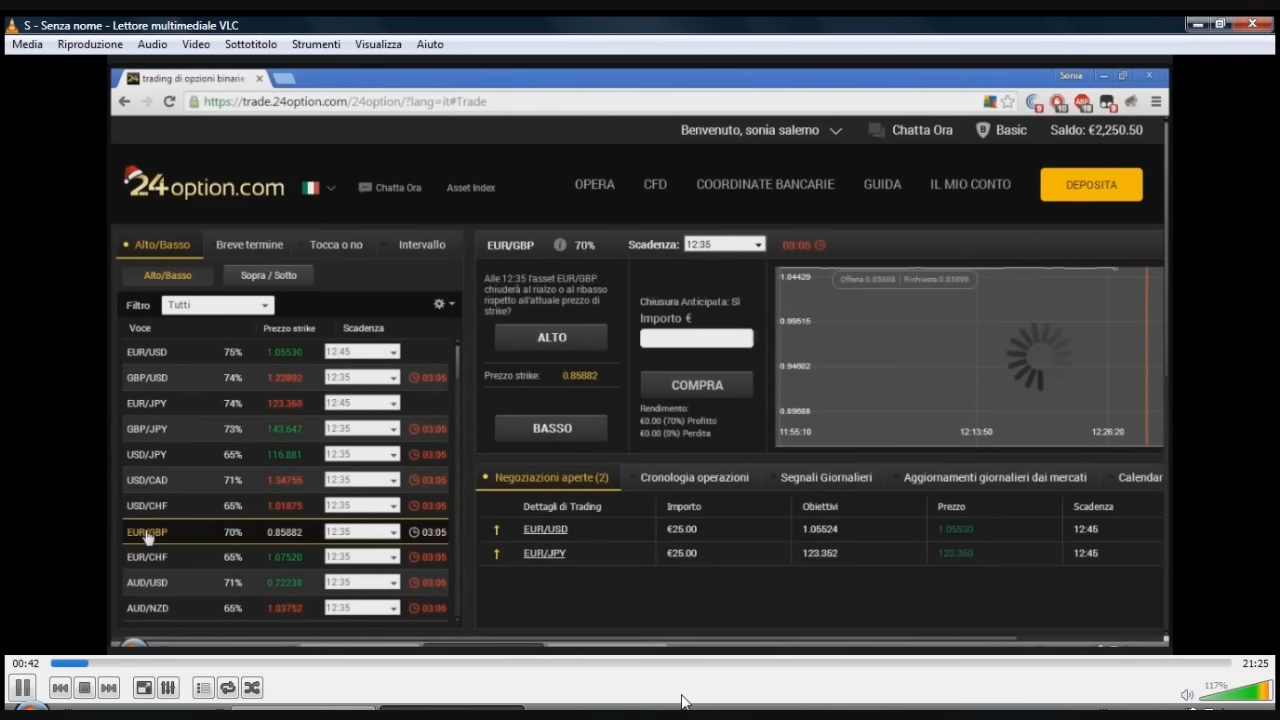 S - Senza nome - Lettore multimediale VLC
Media Riproduzione Audio Video Sottotitolo Strumenti Visualizza Aiuto
24 trading di opzioni binarie
Sonia
https://trade.24option.com/24option/?lang=it#Trade
Benvenuto, sonia salerno Chatta Ora Basic Saldo: €2,250.50
24option.com Chatta Ora Asset Index OPERA CFD COORDINATE BANCARIE GUIDA IL MIO CONTO DEPOSITA
Alto/Basso Breve termine Tocca o no Intervallo
Alto/Basso Sopra / Sotto
Filtro Tutti
Voce Prezzo strike Scadenza
EUR/USD 75% 1.05530 12:45
GBP/USD 74% 1.22892 12:35 03:05
EUR/JPY 74% 123.360 12:45
GBP/JPY 73% 143.647 12:35 03:05
USD/JPY 65% 116.881 12:35 03:05
USD/CAD 71% 1.34755 12:35 03:05
USD/CHF 65% 1.01875 12:35 03:05
EUR/GBP 70% 0.85882 12:35 03:05
EUR/CHF 65% 1.07520 12:35 03:05
AUD/USD 71% 0.72238 12:35 03:05
AUD/NZD 65% 1.03752 12:35 03:05
EUR/GBP 70% Scadenza: 12:35 03:05
Alle 12:35 l'asset EUR/GBP
chiuderà al rialzo o al ribasso
rispetto all'attuale prezzo di
strike?
ALTO
Prezzo strike: 0.85882
BASSO
Chiusura Anticipata: Sì
Importo €
COMPRA
Rendimento:
€0.00 (70%) Profitto
€0.00 (0%) Perdita
Offerta 0.85868 | Richiesta 0.85896
1.04429
0.99515
0.94602
0.89688
11:55:10 12:13:50 12:26:20
Negoziazioni aperte (2) Cronologia operazioni Segnali Giornalieri Aggiornamenti giornalieri dai mercati Calendar
Dettagli di Trading Importo Obiettivi Prezzo Scadenza
EUR/USD €25.00 1.05524 1.05530 12:45
EUR/JPY €25.00 123.352 123.360 12:45
00:42 21:25
117%